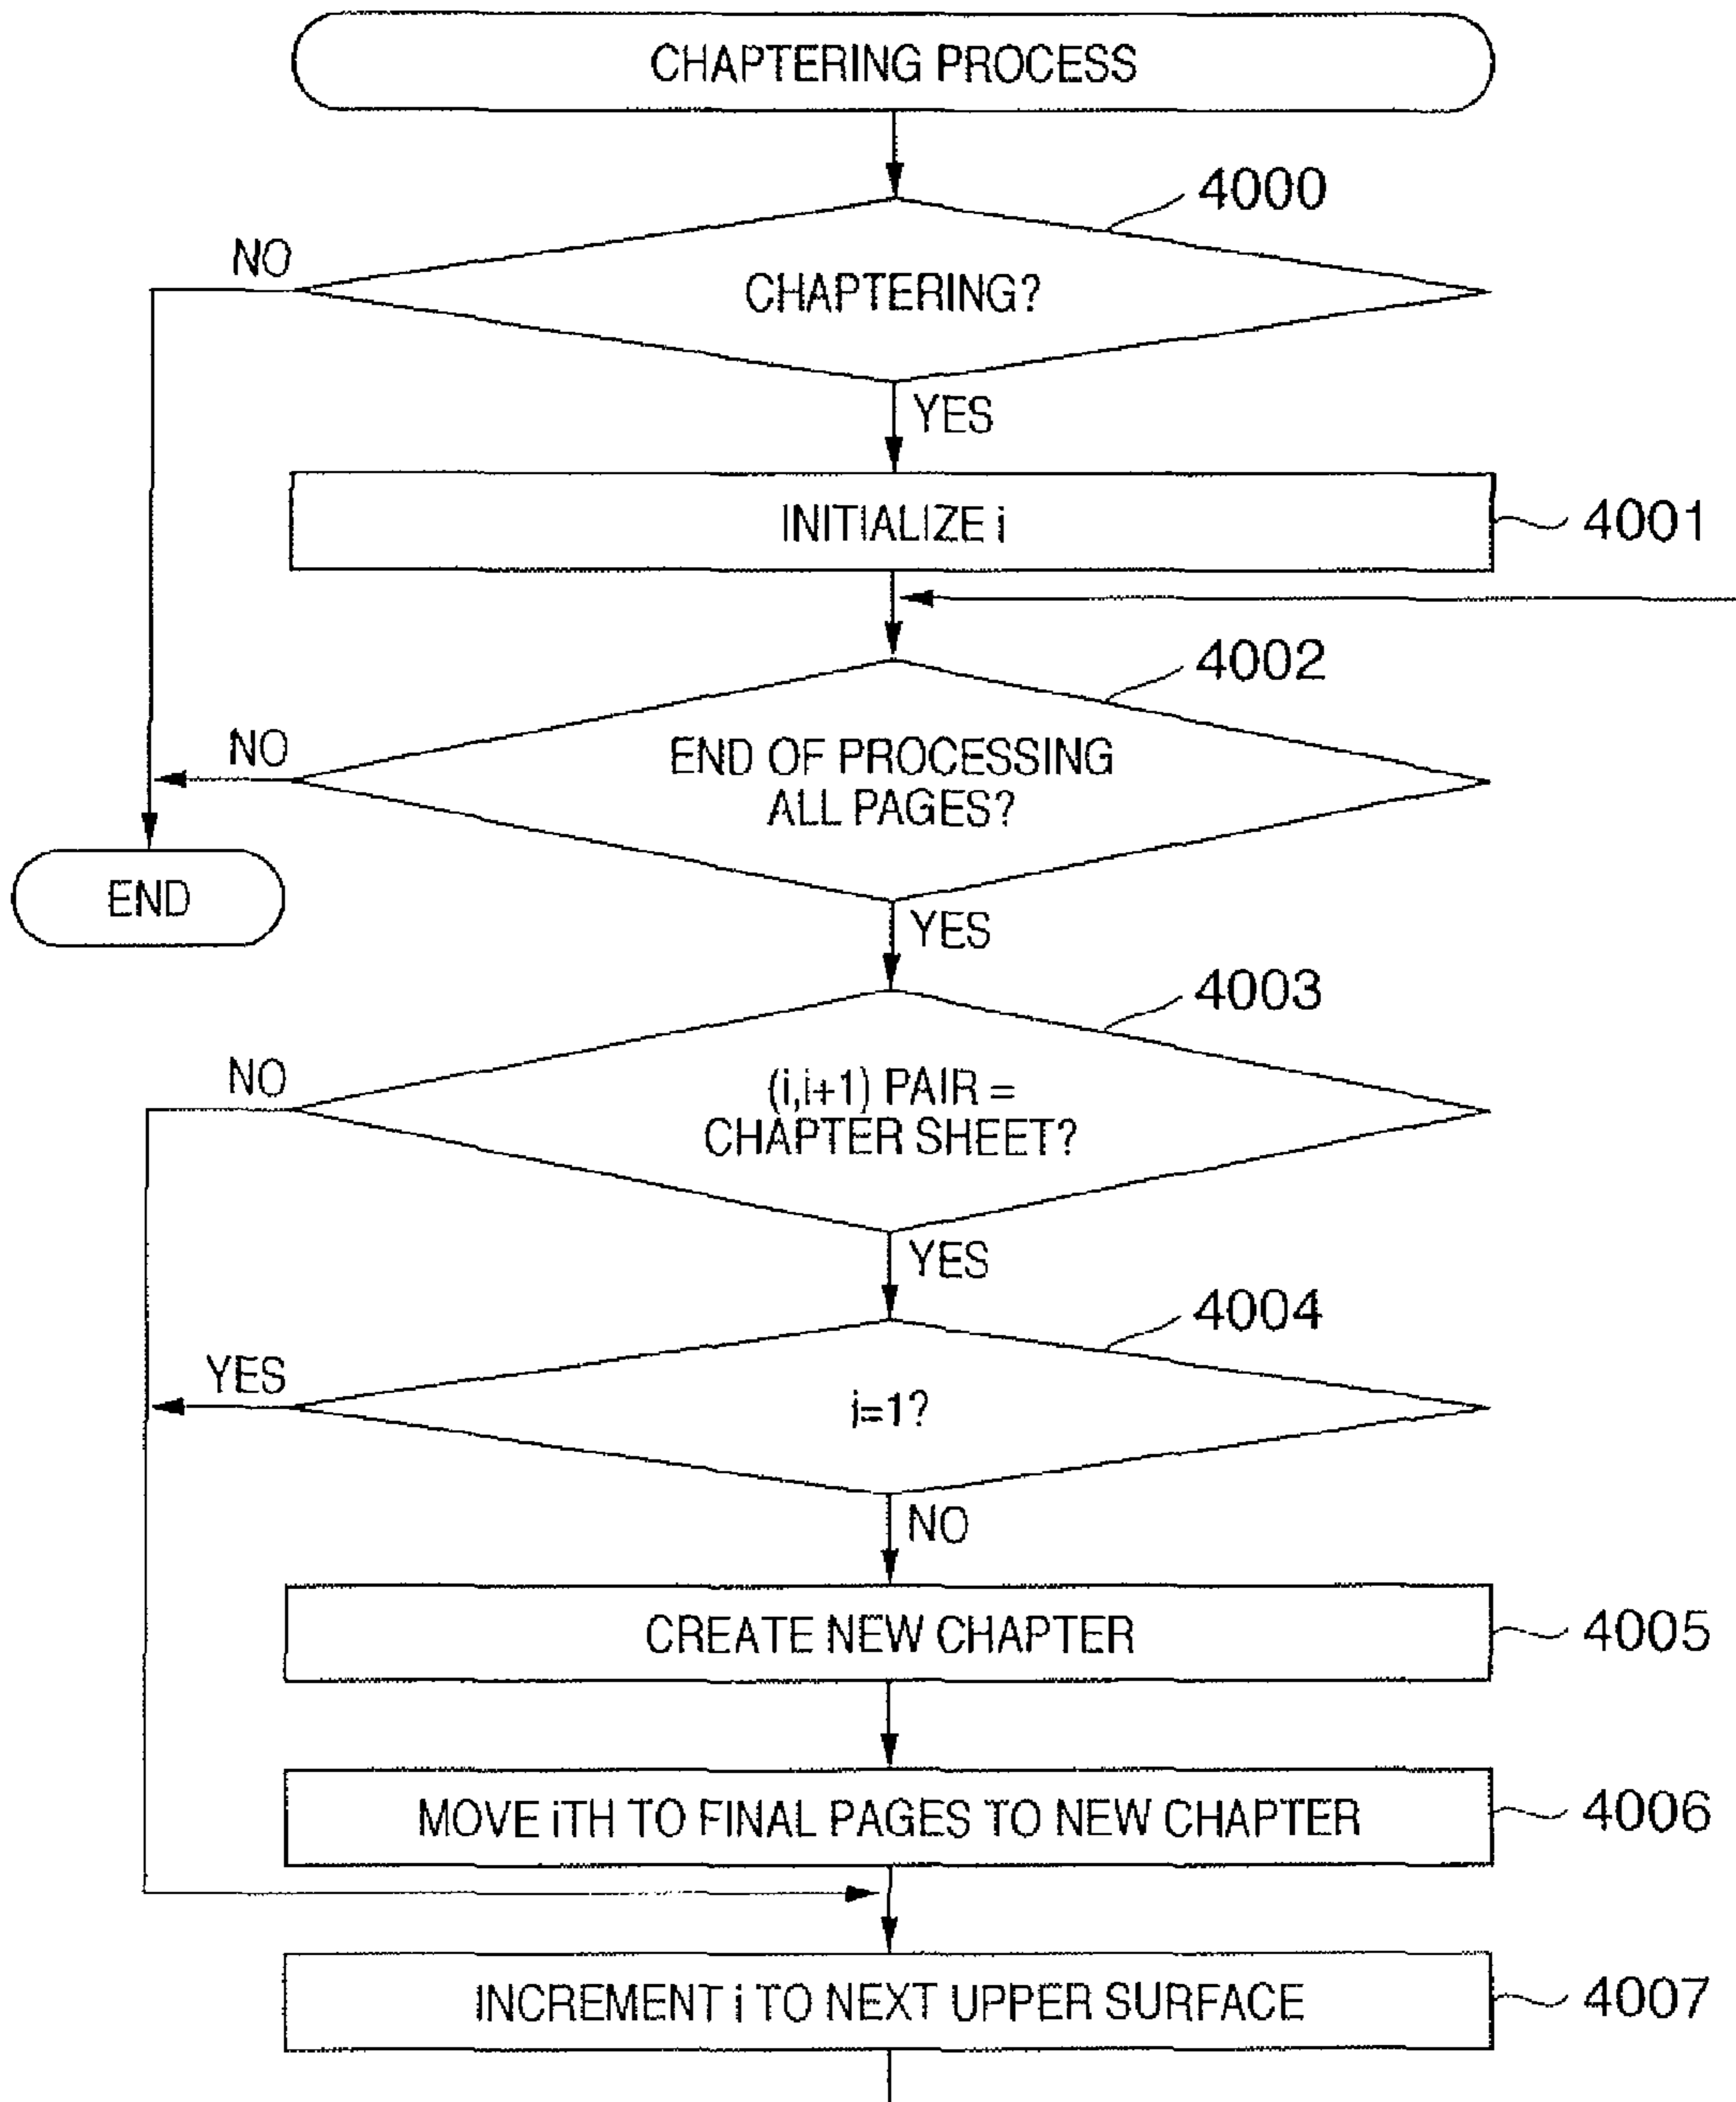 CHAPTERING PROCESS
4000
NO
CHAPTERING?
YES
INITIALIZE i
4001
4002
NO
END OF PROCESSING
ALL PAGES?
END
YES
4003
NO
(i,i+1) PAIR =
CHAPTER SHEET?
YES
4004
YES
i=1?
NO
CREATE NEW CHAPTER
4005
MOVE iTH TO FINAL PAGES TO NEW CHAPTER
4006
INCREMENT i TO NEXT UPPER SURFACE
4007